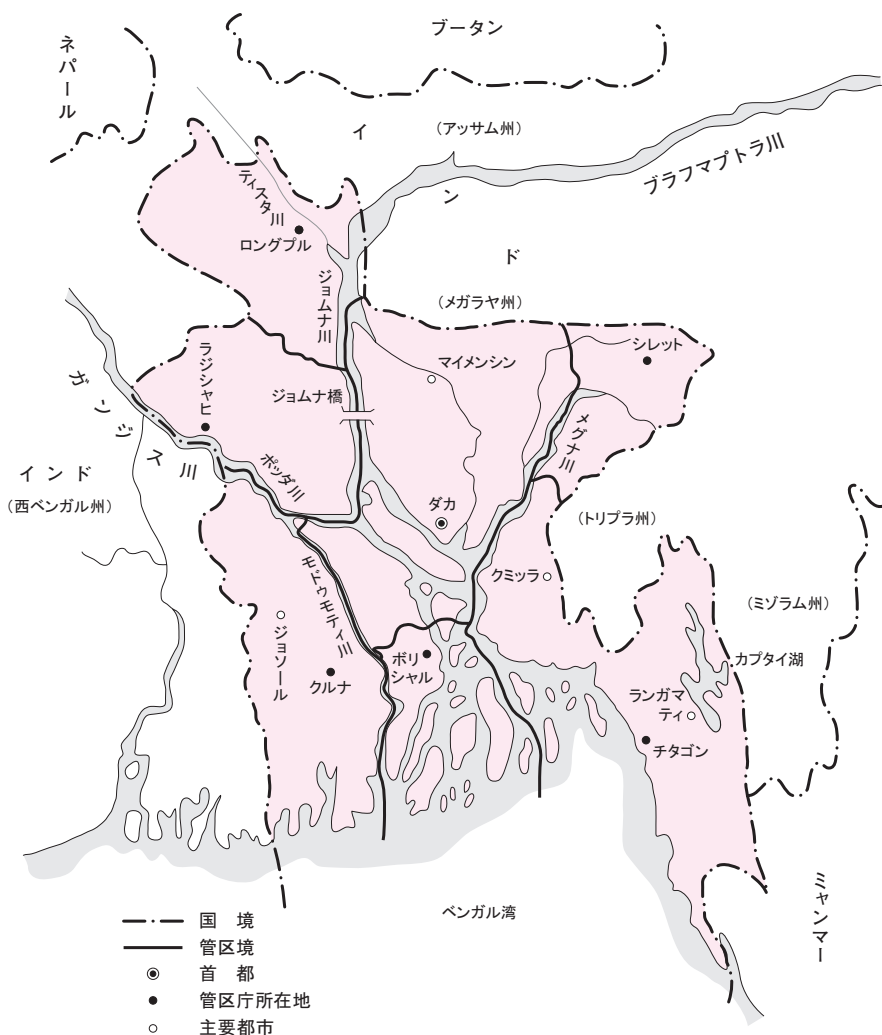 ブータン
ネパール
イ
ン
ド
(アッサム州)
ブラフマプトラ川
ティスタ川
ロングプル
ジョムナ川
(メガラヤ州)
マイメンシン
シレット
ラジシャヒ
ジョムナ橋
ガンジス川
メグナ川
インド
(西ベンガル州)
ポッダ川
ダカ
(トリプラ州)
クミッラ
モドゥモティ川
(ミゾラム州)
ジョソール
ボリ
シャル
カプタイ湖
クルナ
ランガマ
ティ
チタゴン
ミャンマー
ベンガル湾
国 境
管区境
首 都
管区庁所在地
主要都市